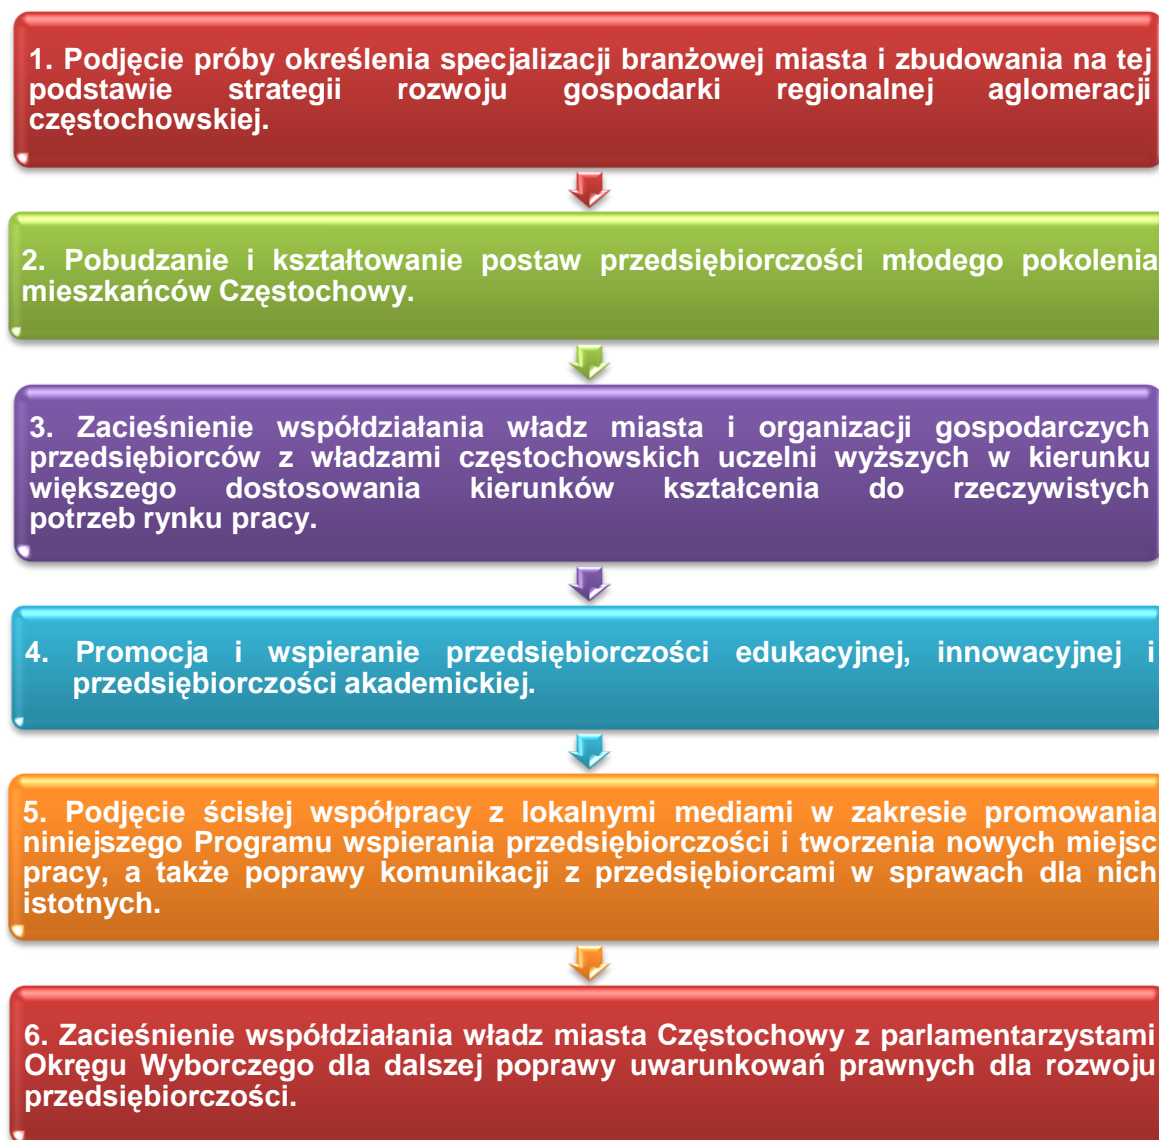 1. Podjęcie próby określenia specjalizacji branżowej miasta i zbudowania na tej
podstawie strategii rozwoju gospodarki regionalnej aglomeracji
częstochowskiej.
2. Pobudzanie i kształtowanie postaw przedsiębiorczości młodego pokolenia
mieszkańców Częstochowy.
3. Zacieśnienie współdziałania władz miasta i organizacji gospodarczych
przedsiębiorców z władzami częstochowskich uczelni wyższych w kierunku
większego dostosowania kierunków kształcenia do rzeczywistych
potrzeb rynku pracy.
4. Promocja i wspieranie przedsiębiorczości edukacyjnej, innowacyjnej i
przedsiębiorczości akademickiej.
5. Podjęcie ścisłej współpracy z lokalnymi mediami w zakresie promowania
niniejszego Programu wspierania przedsiębiorczości i tworzenia nowych miejsc
pracy, a także poprawy komunikacji z przedsiębiorcami w sprawach dla nich
istotnych.
6. Zacieśnienie współdziałania władz miasta Częstochowy z parlamentarzystami
Okręgu Wyborczego dla dalszej poprawy uwarunkowań prawnych dla rozwoju
przedsiębiorczości.